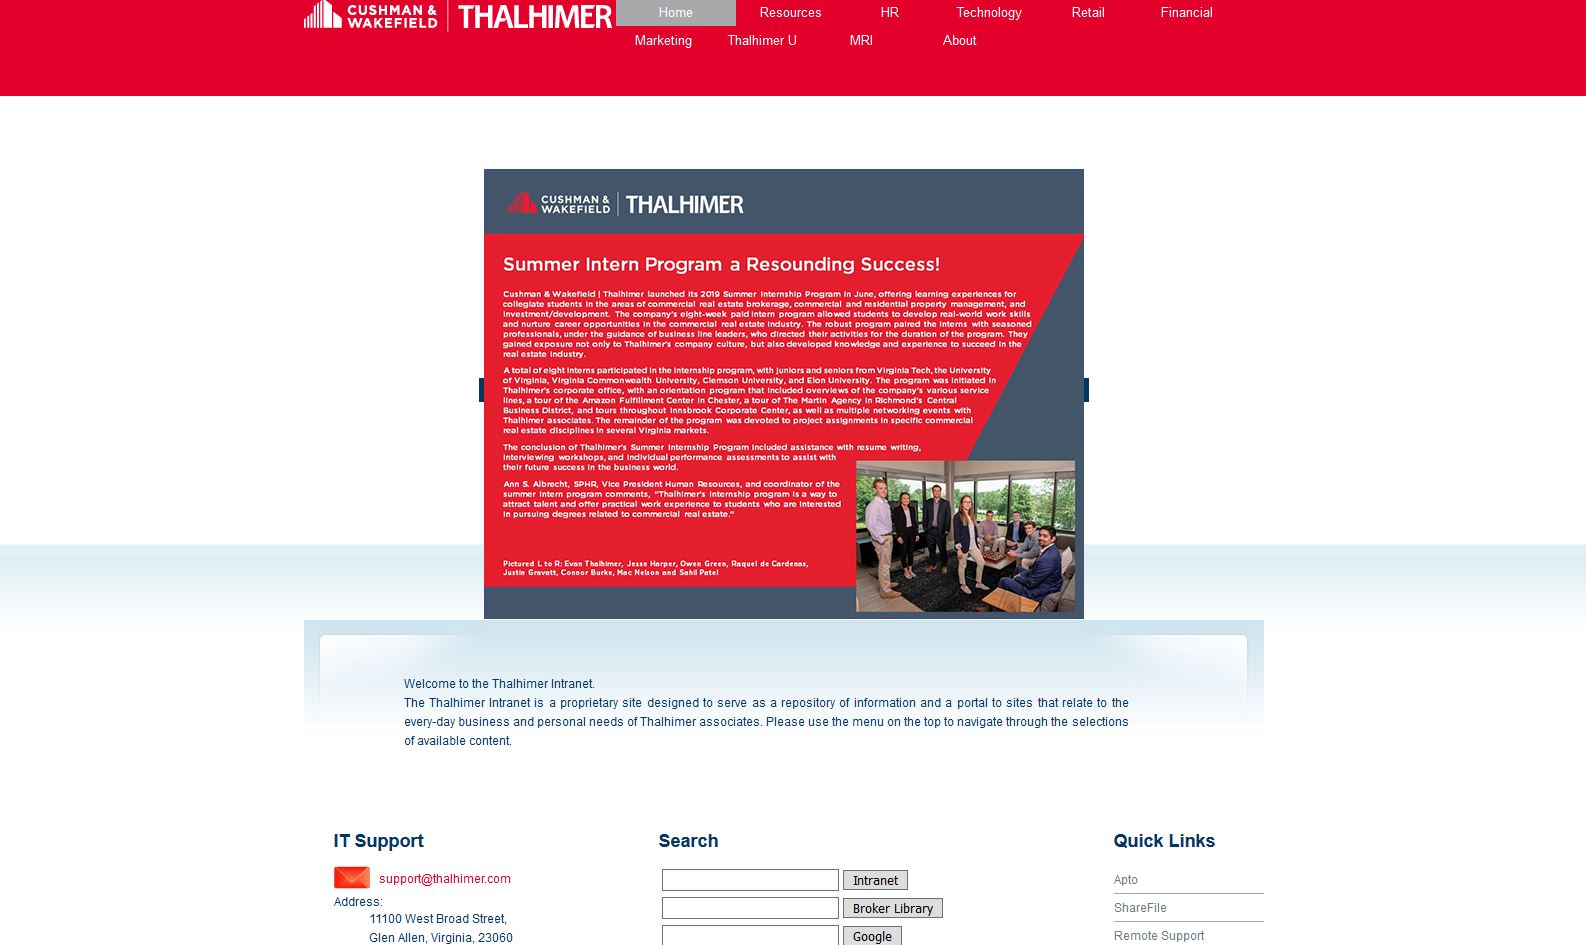 CUSHMAN & WAKEFIELD | THALHIMER
Home
Resources
HR
Technology
Retail
Financial
Marketing
Thalhimer U
MRI
About
CUSHMAN & WAKEFIELD | THALHIMER
Summer Intern Program a Resounding Success!
Cushman & Wakefield | Thalhimer launched its 2019 Summer Internship Program in June, offering learning experiences for
collegiate students in the areas of commercial real estate brokerage, commercial and residential property management, and
investment/development. The company's eight-week paid intern program allowed students to develop real-world work skills
and nurture career opportunities in the commercial real estate industry. The robust program paired the interns with seasoned
professionals, under the guidance of business line leaders, who directed their activities for the duration of the program. They
gained exposure not only to Thalhimer's company culture, but also developed knowledge and experience to succeed in the
real estate industry.
A total of eight interns participated in the internship program, with juniors and seniors from Virginia Tech, the University
of Virginia, Virginia Commonwealth University, Clemson University, and Elon University. The program was initiated in
Thalhimer's corporate office, with an orientation program that included overviews of the company's various service
lines, a tour of the Amazon Fulfillment Center in Chester, a tour of The Martin Agency in Richmond's Central
Business District, and tours throughout Innsbrook Corporate Center, as well as multiple networking events with
Thalhimer associates. The remainder of the program was devoted to project assignments in specific commercial
real estate disciplines in several Virginia markets.
The conclusion of Thalhimer's Summer Internship Program included assistance with resume writing,
interviewing workshops, and individual performance assessments to assist with
their future success in the business world.
Ann S. Albrecht, SPHR, Vice President Human Resources, and coordinator of the
summer intern program comments, "Thalhimer's internship program is a way to
attract talent and offer practical work experience to students who are interested
in pursuing degrees related to commercial real estate."
Pictured L to R: Evan Thalhimer, Jesse Harper, Owen Green, Raquel de Cardenas,
Justin Gravatt, Connor Burke, Mac Nelson and Sahil Patel
Welcome to the Thalhimer Intranet.
The Thalhimer Intranet is a proprietary site designed to serve as a repository of information and a portal to sites that relate to the
every-day business and personal needs of Thalhimer associates. Please use the menu on the top to navigate through the selections
of available content.
IT Support
support@thalhimer.com
Address:
11100 West Broad Street,
Glen Allen, Virginia, 23060
Search
Intranet
Broker Library
Google
Quick Links
Apto
ShareFile
Remote Support